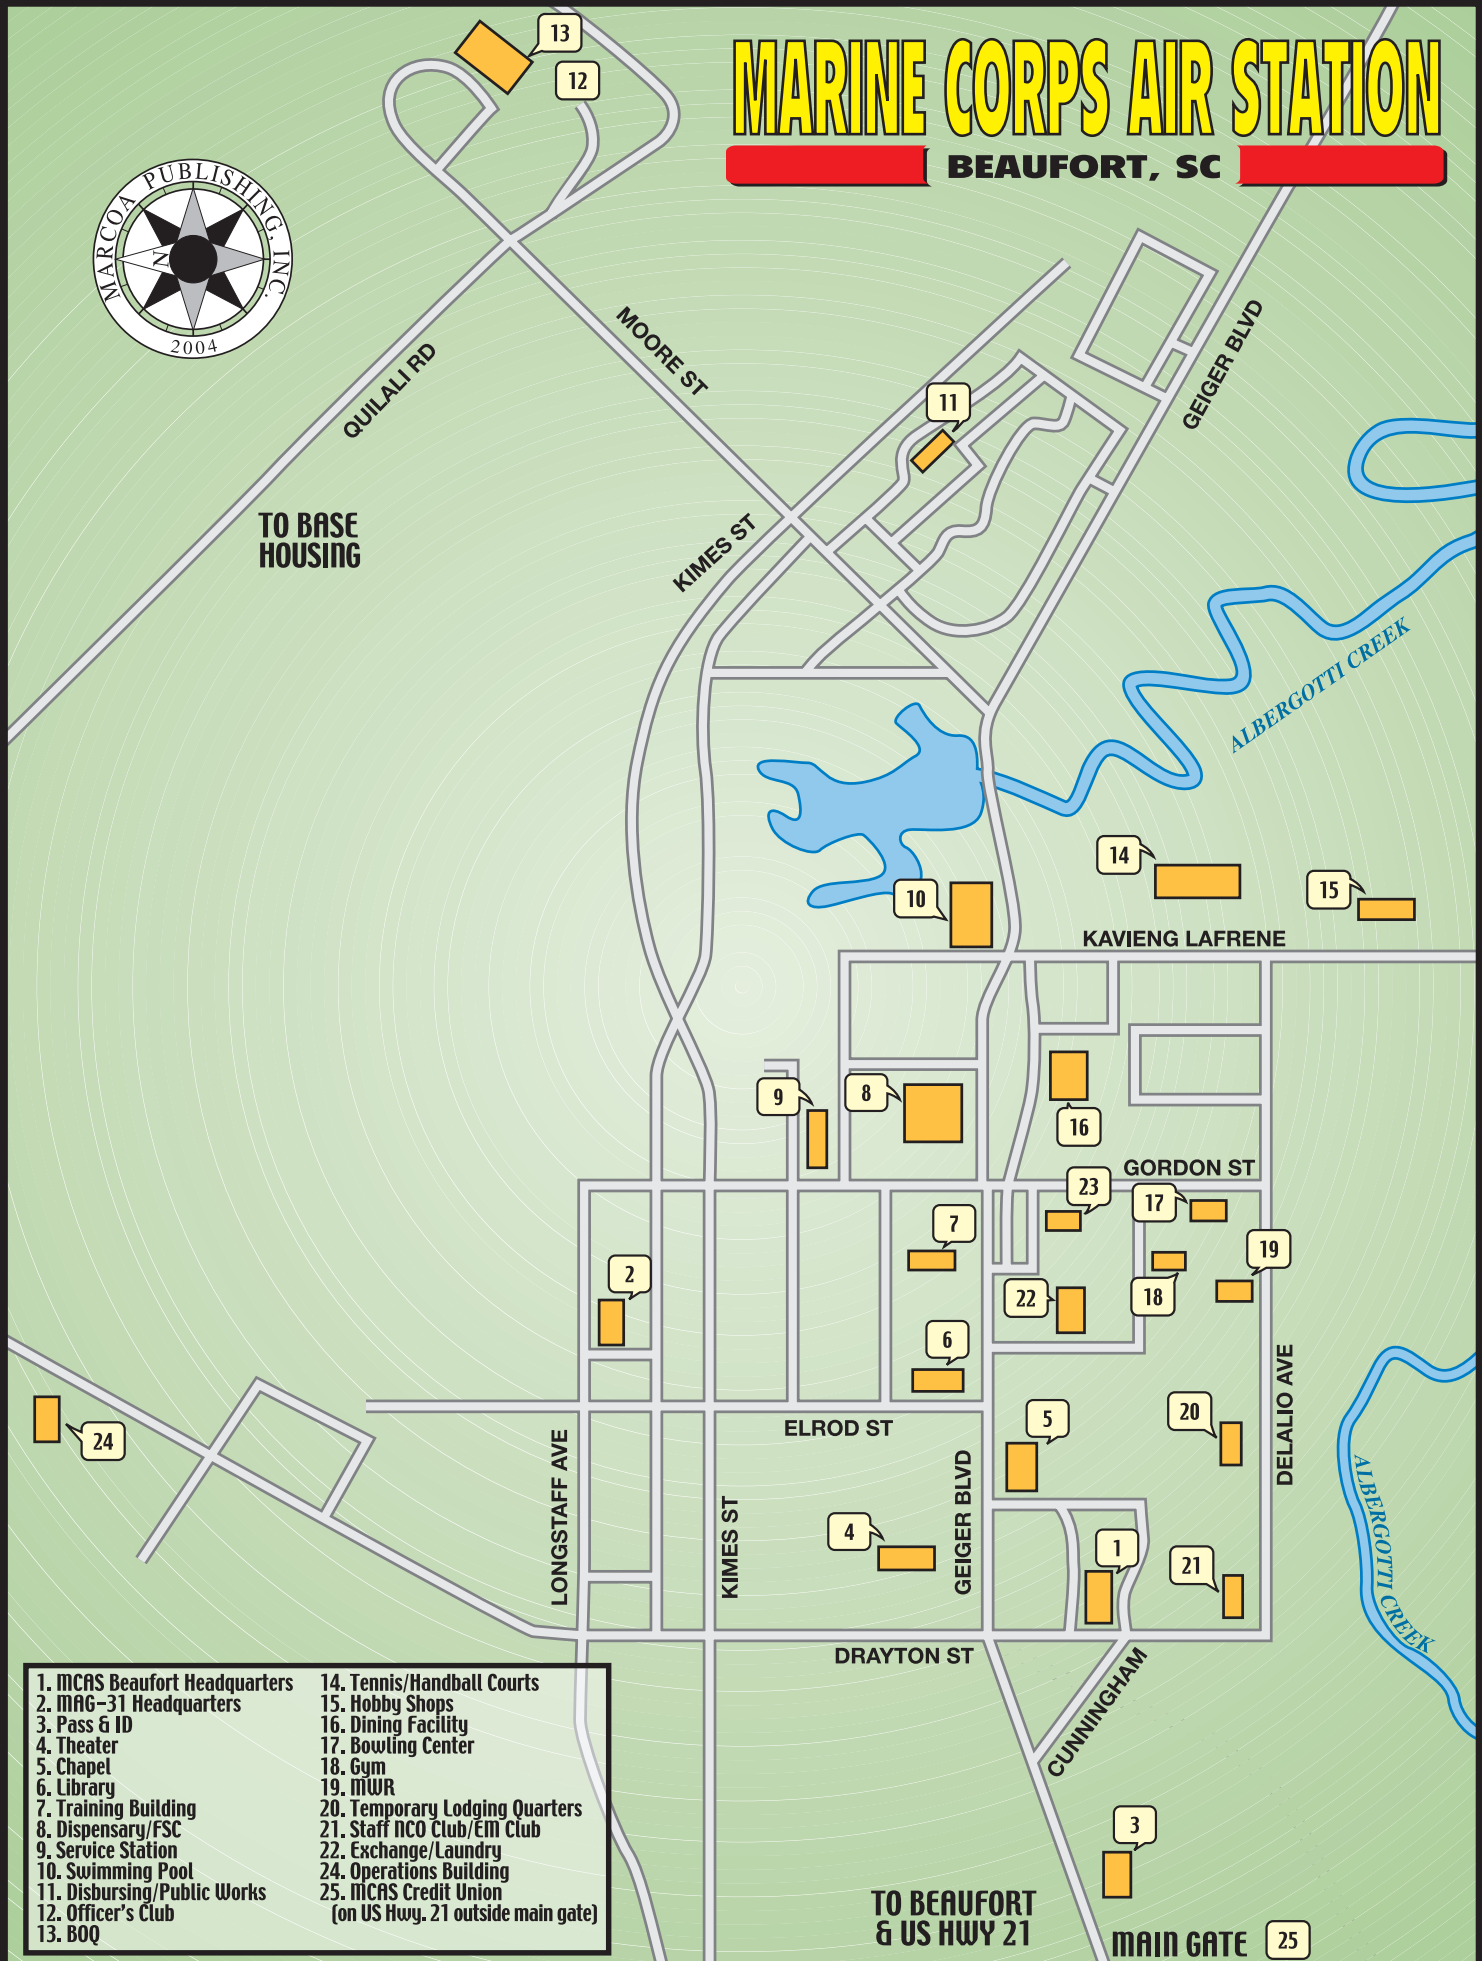 13
12
MARINE CORPS AIR STATION
BEAUFORT, SC
MARCOA PUBLISHING, INC.
N
2004
MOORE ST
QUILALI RD
GEIGER BLVD
11
TO BASE
HOUSING
KIMES ST
ALBERGOTTI CREEK
14
15
10
KAVIENG LAFRENE
9
8
16
GORDON ST
23
17
7
19
2
22
18
6
20
5
ELROD ST
24
DELALIO AVE
LONGSTAFF AVE
KIMES ST
GEIGER BLVD
4
1
21
ALBERGOTTI CREEK
DRAYTON ST
CUNNINGHAM
1. MCAS Beaufort Headquarters
2. MAG-31 Headquarters
3. Pass & ID
4. Theater
5. Chapel
6. Library
7. Training Building
8. Dispensary/FSC
9. Service Station
10. Swimming Pool
11. Disbursing/Public Works
12. Officer's Club
13. BOQ
14. Tennis/Handball Courts
15. Hobby Shops
16. Dining Facility
17. Bowling Center
18. Gym
19. MWR
20. Temporary Lodging Quarters
21. Staff NCO Club/EM Club
22. Exchange/Laundry
24. Operations Building
25. MCAS Credit Union
(on US Hwy. 21 outside main gate)
3
TO BEAUFORT
& US HWY 21
MAIN GATE
25